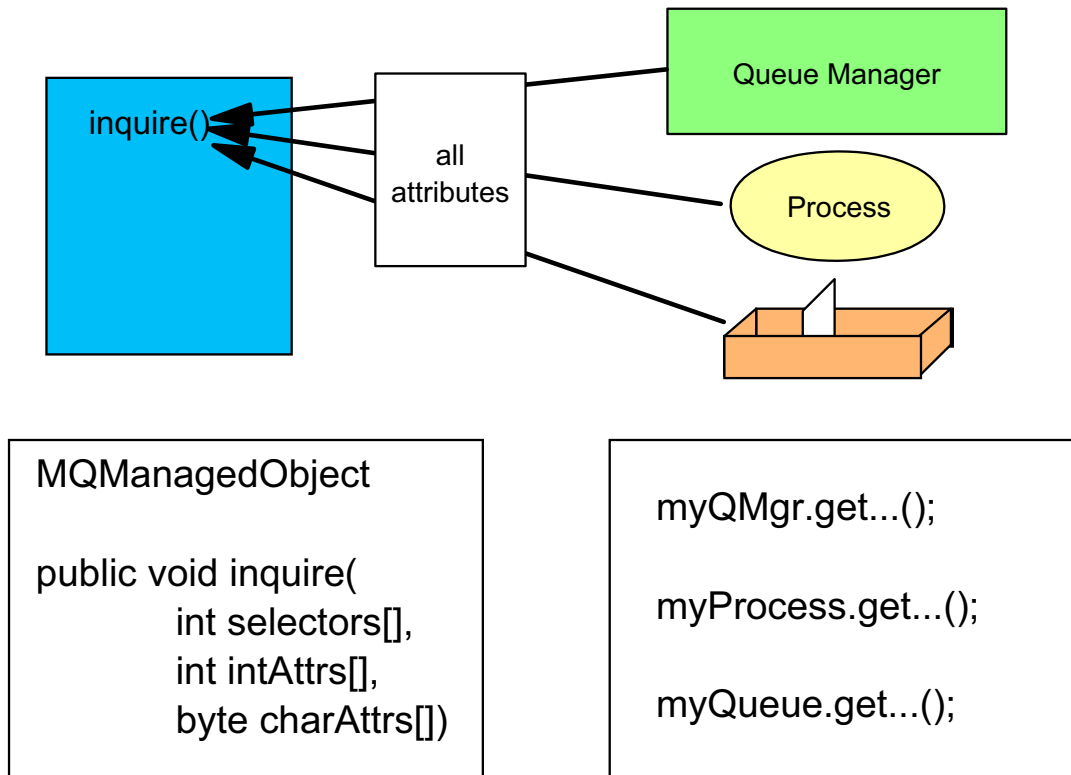 inquire()
all
attributes
Queue Manager
Process
MQManagedObject
public void inquire(
int selectors[],
int intAttrs[],
byte charAttrs[])
myQMgr.get...();
myProcess.get...();
myQueue.get...();